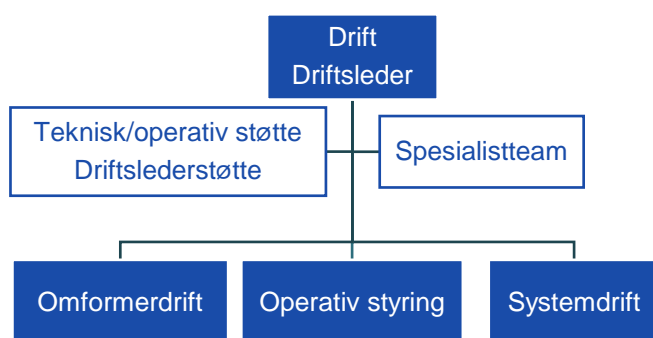 Drift
Driftsleder
Teknisk/operativ støtte
Driftslederstøtte
Spesialistteam
Omformerdrift
Operativ styring
Systemdrift